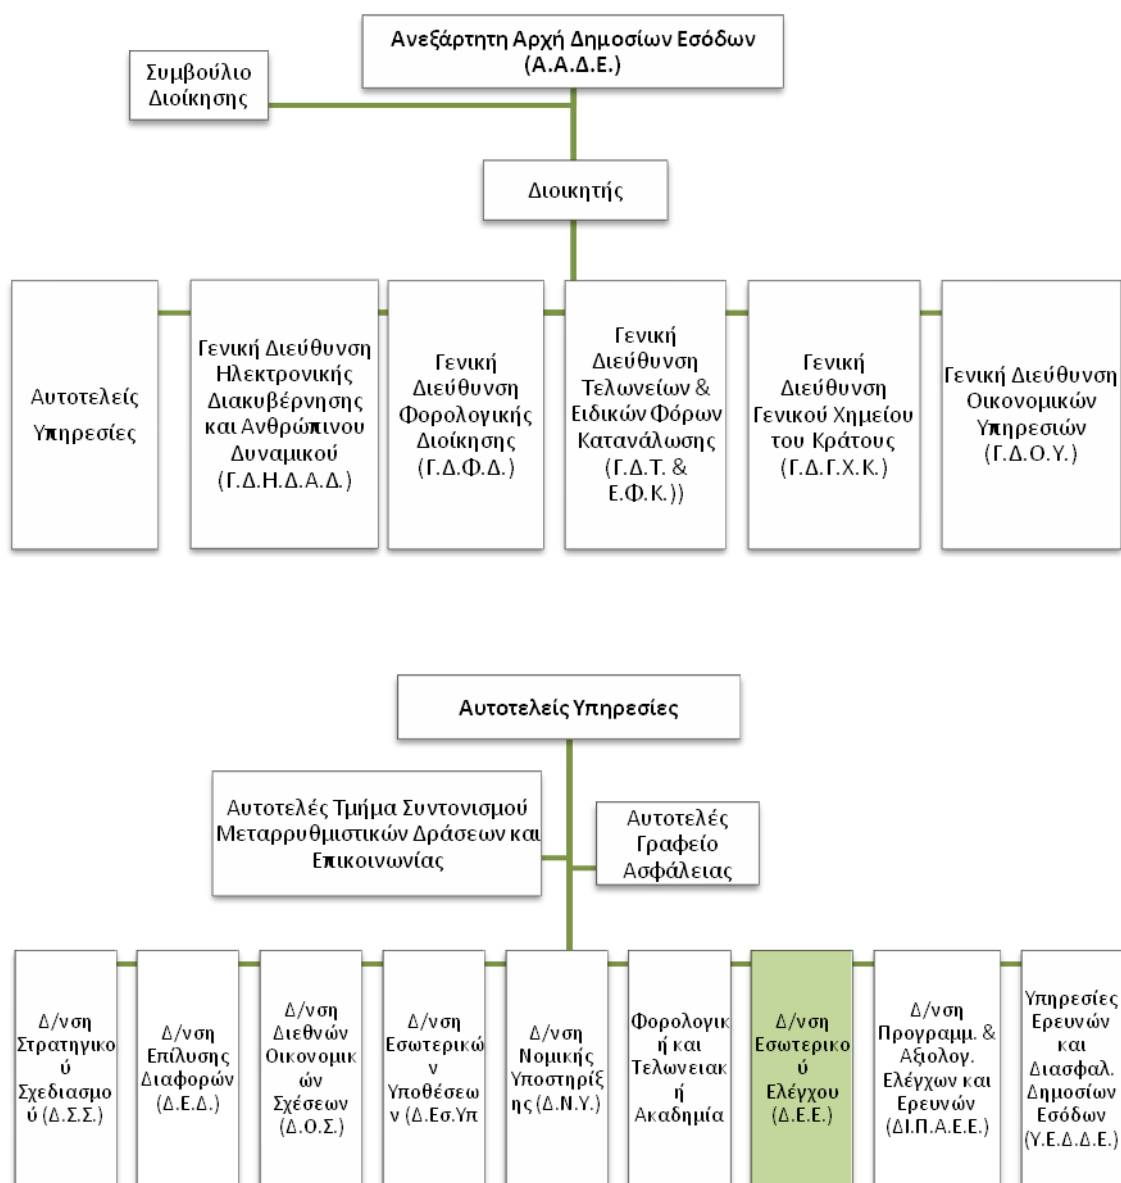 Ανεξάρτητη Αρχή Δημοσίων Εσόδων
(Α.Α.Δ.Ε.)
Συμβούλιο
Διοίκησης
Διοικητής
Αυτοτελείς
Υπηρεσίες
Γενική Διεύθυνση
Ηλεκτρονικής
Διακυβέρνησης
και Ανθρώπινου
Δυναμικού
(Γ.Δ.Η.Δ.Α.Δ.)
Γενική
Διεύθυνση
Φορολογικής
Διοίκησης
(Γ.Δ.Φ.Δ.)
Γενική
Διεύθυνση
Τελωνείων &
Ειδικών Φόρων
Κατανάλωσης
(Γ.Δ.Τ. &
Ε.Φ.Κ.))
Γενική
Διεύθυνση
Γενικού Χημείου
του Κράτους
(Γ.Δ.Γ.Χ.Κ.)
Γενική Διεύθυνση
Οικονομικών
Υπηρεσιών
(Γ.Δ.Ο.Υ.)
Αυτοτελείς Υπηρεσίες
Αυτοτελές Τμήμα Συντονισμού
Μεταρρυθμιστικών Δράσεων και
Επικοινωνίας
Αυτοτελές
Γραφείο
Ασφάλειας
Δ/νση
Στρατηγικο
ύ
Σχεδιασμο
ύ (Δ.Σ.Σ.)
Δ/νση
Επίλυσης
Διαφορών
(Δ.Ε.Δ.)
Δ/νση
Διεθνών
Οικονομικ
ών
Σχέσεων
(Δ.Ο.Σ.)
Δ/νση
Εσωτερικώ
ν
Υποθέσεω
ν (Δ.Εσ.Υπ
Δ/νση
Νομικής
Υποστηρίξ
ης (Δ.Ν.Υ.)
Φορολογικ
ή και
Τελωνειακ
ή
Ακαδημία
Δ/νση
Εσωτερικο
ύ
Ελέγχου
(Δ.Ε.Ε.)
Δ/νση
Προγραμμ. &
Αξιολογ.
Ελέγχων και
Ερευνών
(ΔΙ.Π.Α.Ε.Ε.)
Υπηρεσίες
Ερευνών
και
Διασφαλ.
Δημοσίων
Εσόδων
(Υ.Ε.Δ.Δ.Ε.)